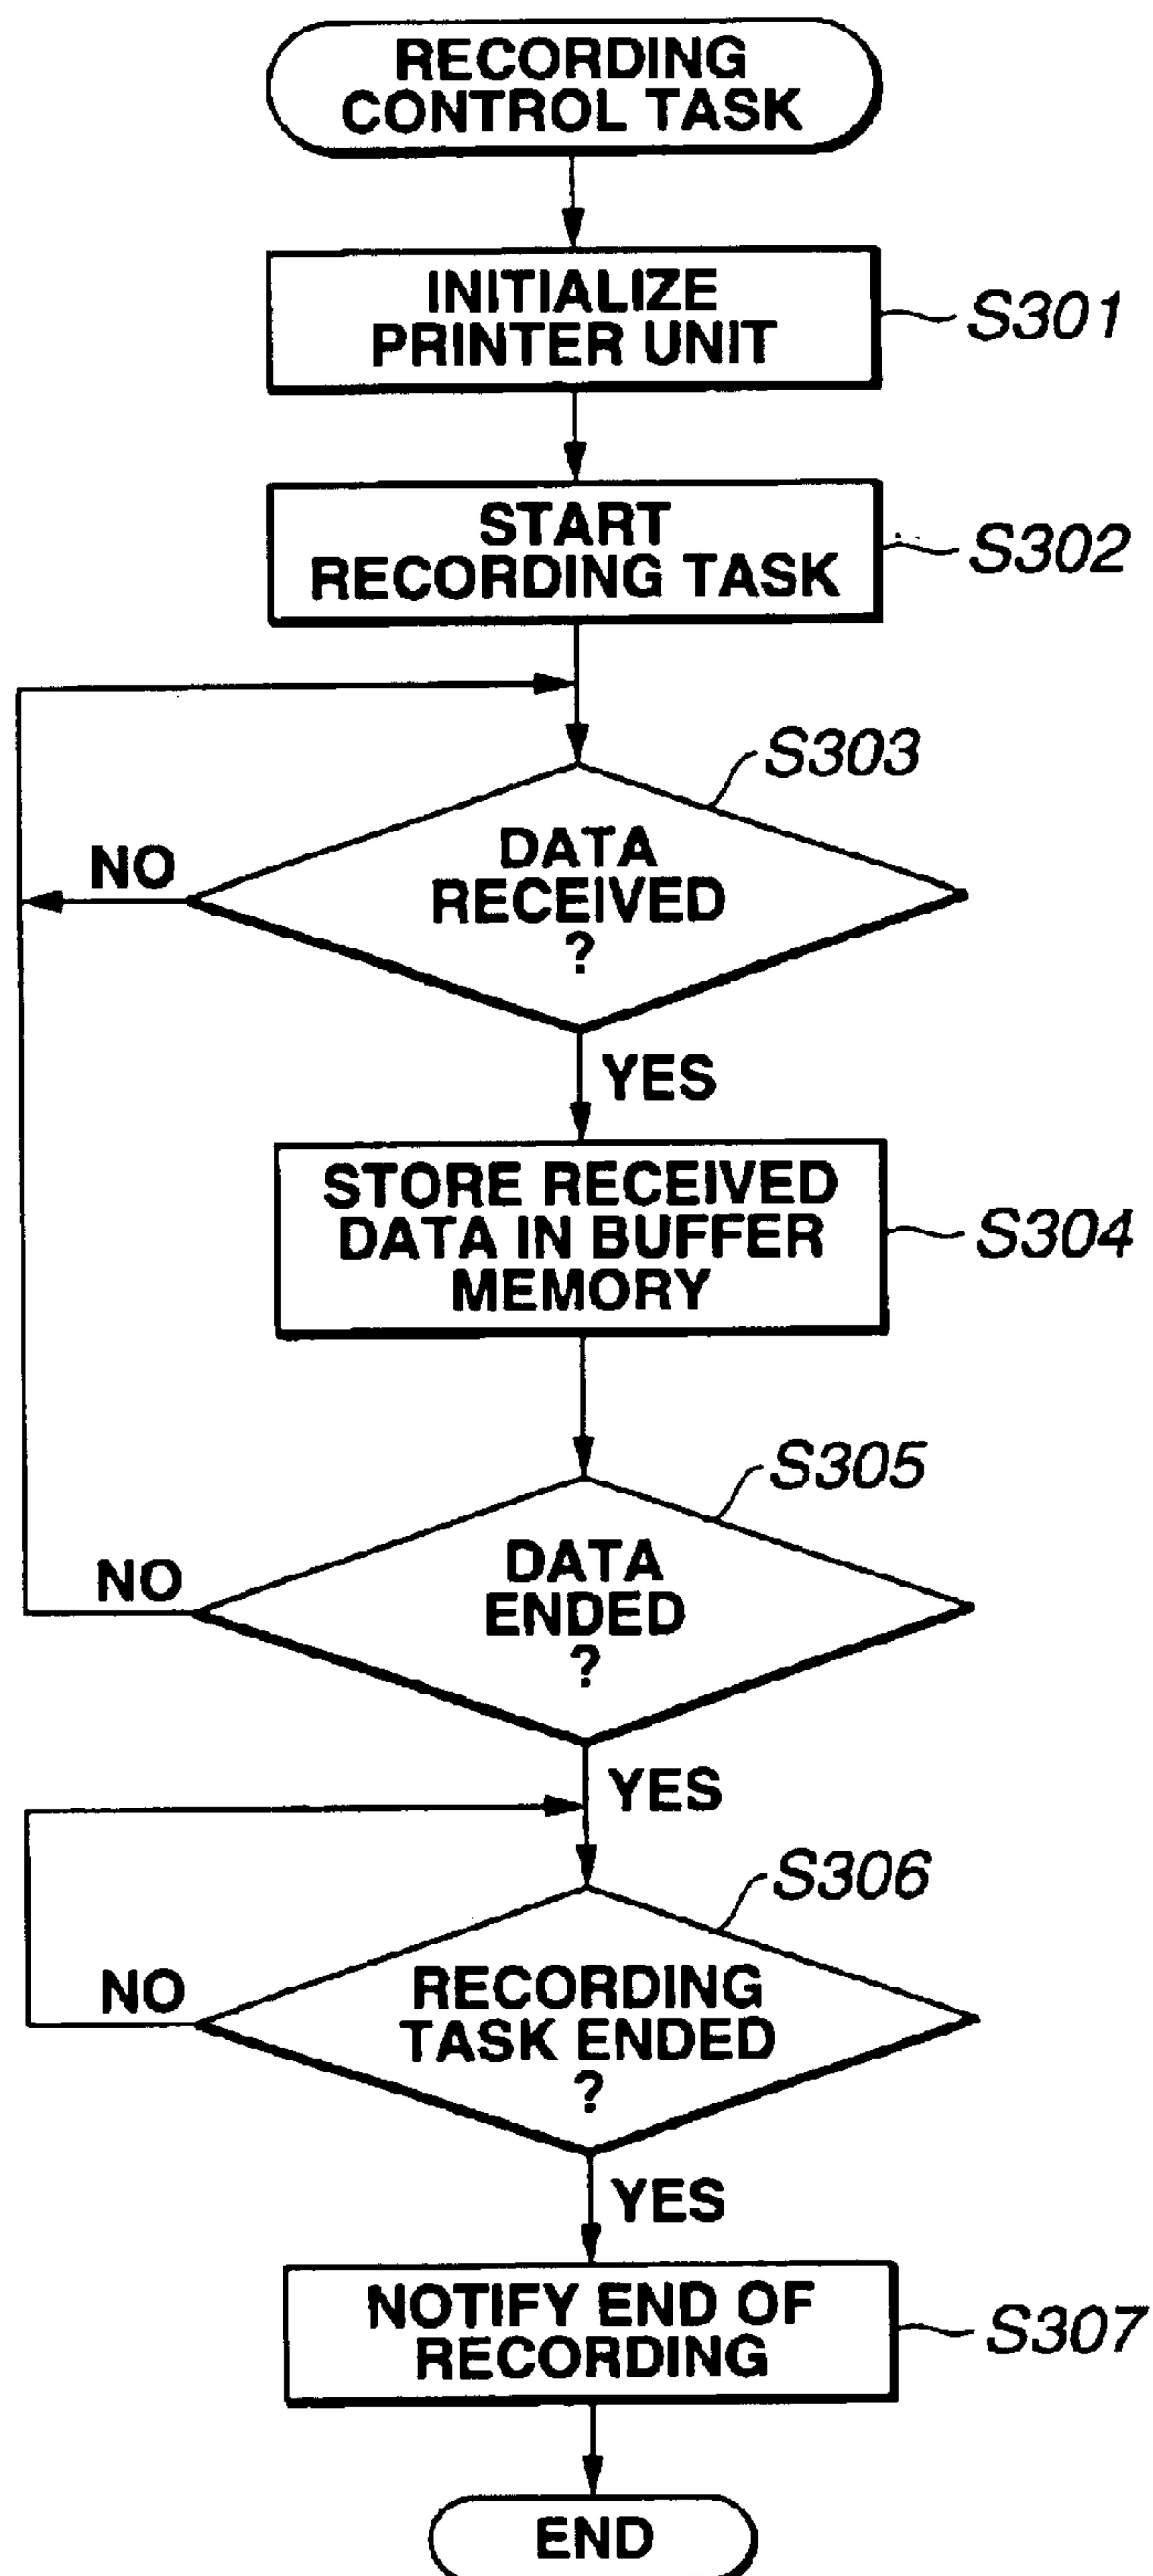 RECORDING
CONTROL TASK
INITIALIZE
PRINTER UNIT
S301
START
RECORDING TASK
S302
S303
DATA
RECEIVED
?
NO
YES
STORE RECEIVED
DATA IN BUFFER
MEMORY
S304
S305
DATA
ENDED
?
NO
YES
S306
RECORDING
TASK ENDED
?
NO
YES
NOTIFY END OF
RECORDING
S307
END